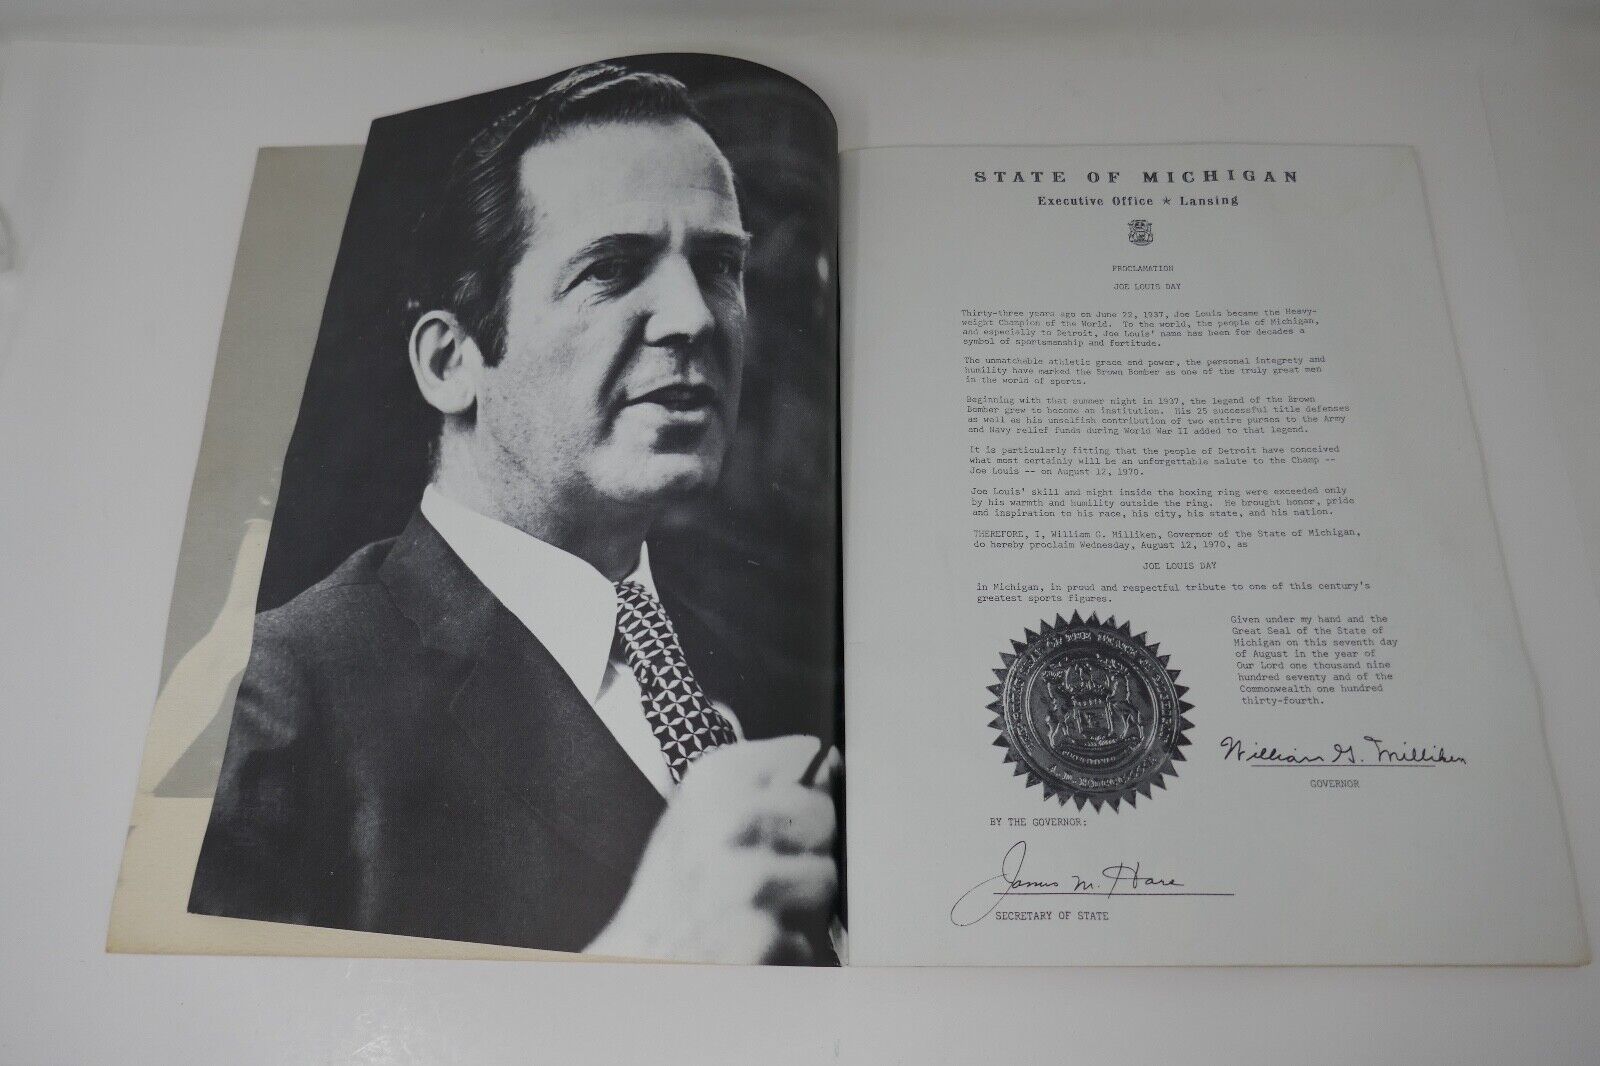 STATE OF MICHIGAN
Executive Office ★ Lansing
PROCLAMATION
JOE LOUIS DAY
Thirty-three years ago on June 22, 1937, Joe Louis became the Heavy-
weight Champion of the World. To the world, the people of Michigan,
and especially to Detroit, Joe Louis' name has been for decades a
symbol of sportsmanship and fortitude.
The unmatchable athletic grace and power, the personal integrety and
humility have marked the Brown Bomber as one of the truly great men
in the world of sports.
Beginning with that summer night in 1937, the legend of the Brown
Bomber grew to become an institution. His 25 successful title defenses
as well as his unselfish contribution of two entire purses to the Army
and Navy relief funds during World War II added to that legend.
It is particularly fitting that the people of Detroit have conceived
what most certainly will be an unforgettable salute to the Champ --
Joe Louis -- on August 12, 1970.
Joe Louis' skill and might inside the boxing ring were exceeded only
by his warmth and humility outside the ring. He brought honor, pride
and inspiration to his race, his city, his state, and his nation.
THEREFORE, I, William G. Milliken, Governor of the State of Michigan,
do hereby proclaim Wednesday, August 12, 1970, as
JOE LOUIS DAY
in Michigan, in proud and respectful tribute to one of this century's
greatest sports figures.
Given under my hand and the
Great Seal of the State of
Michigan on this seventh day
of August in the year of
Our Lord one thousand nine
hundred seventy and of the
Commonwealth one hundred
thirty-fourth.
William G. Milliken
GOVERNOR
BY THE GOVERNOR:
James M. Hare
SECRETARY OF STATE